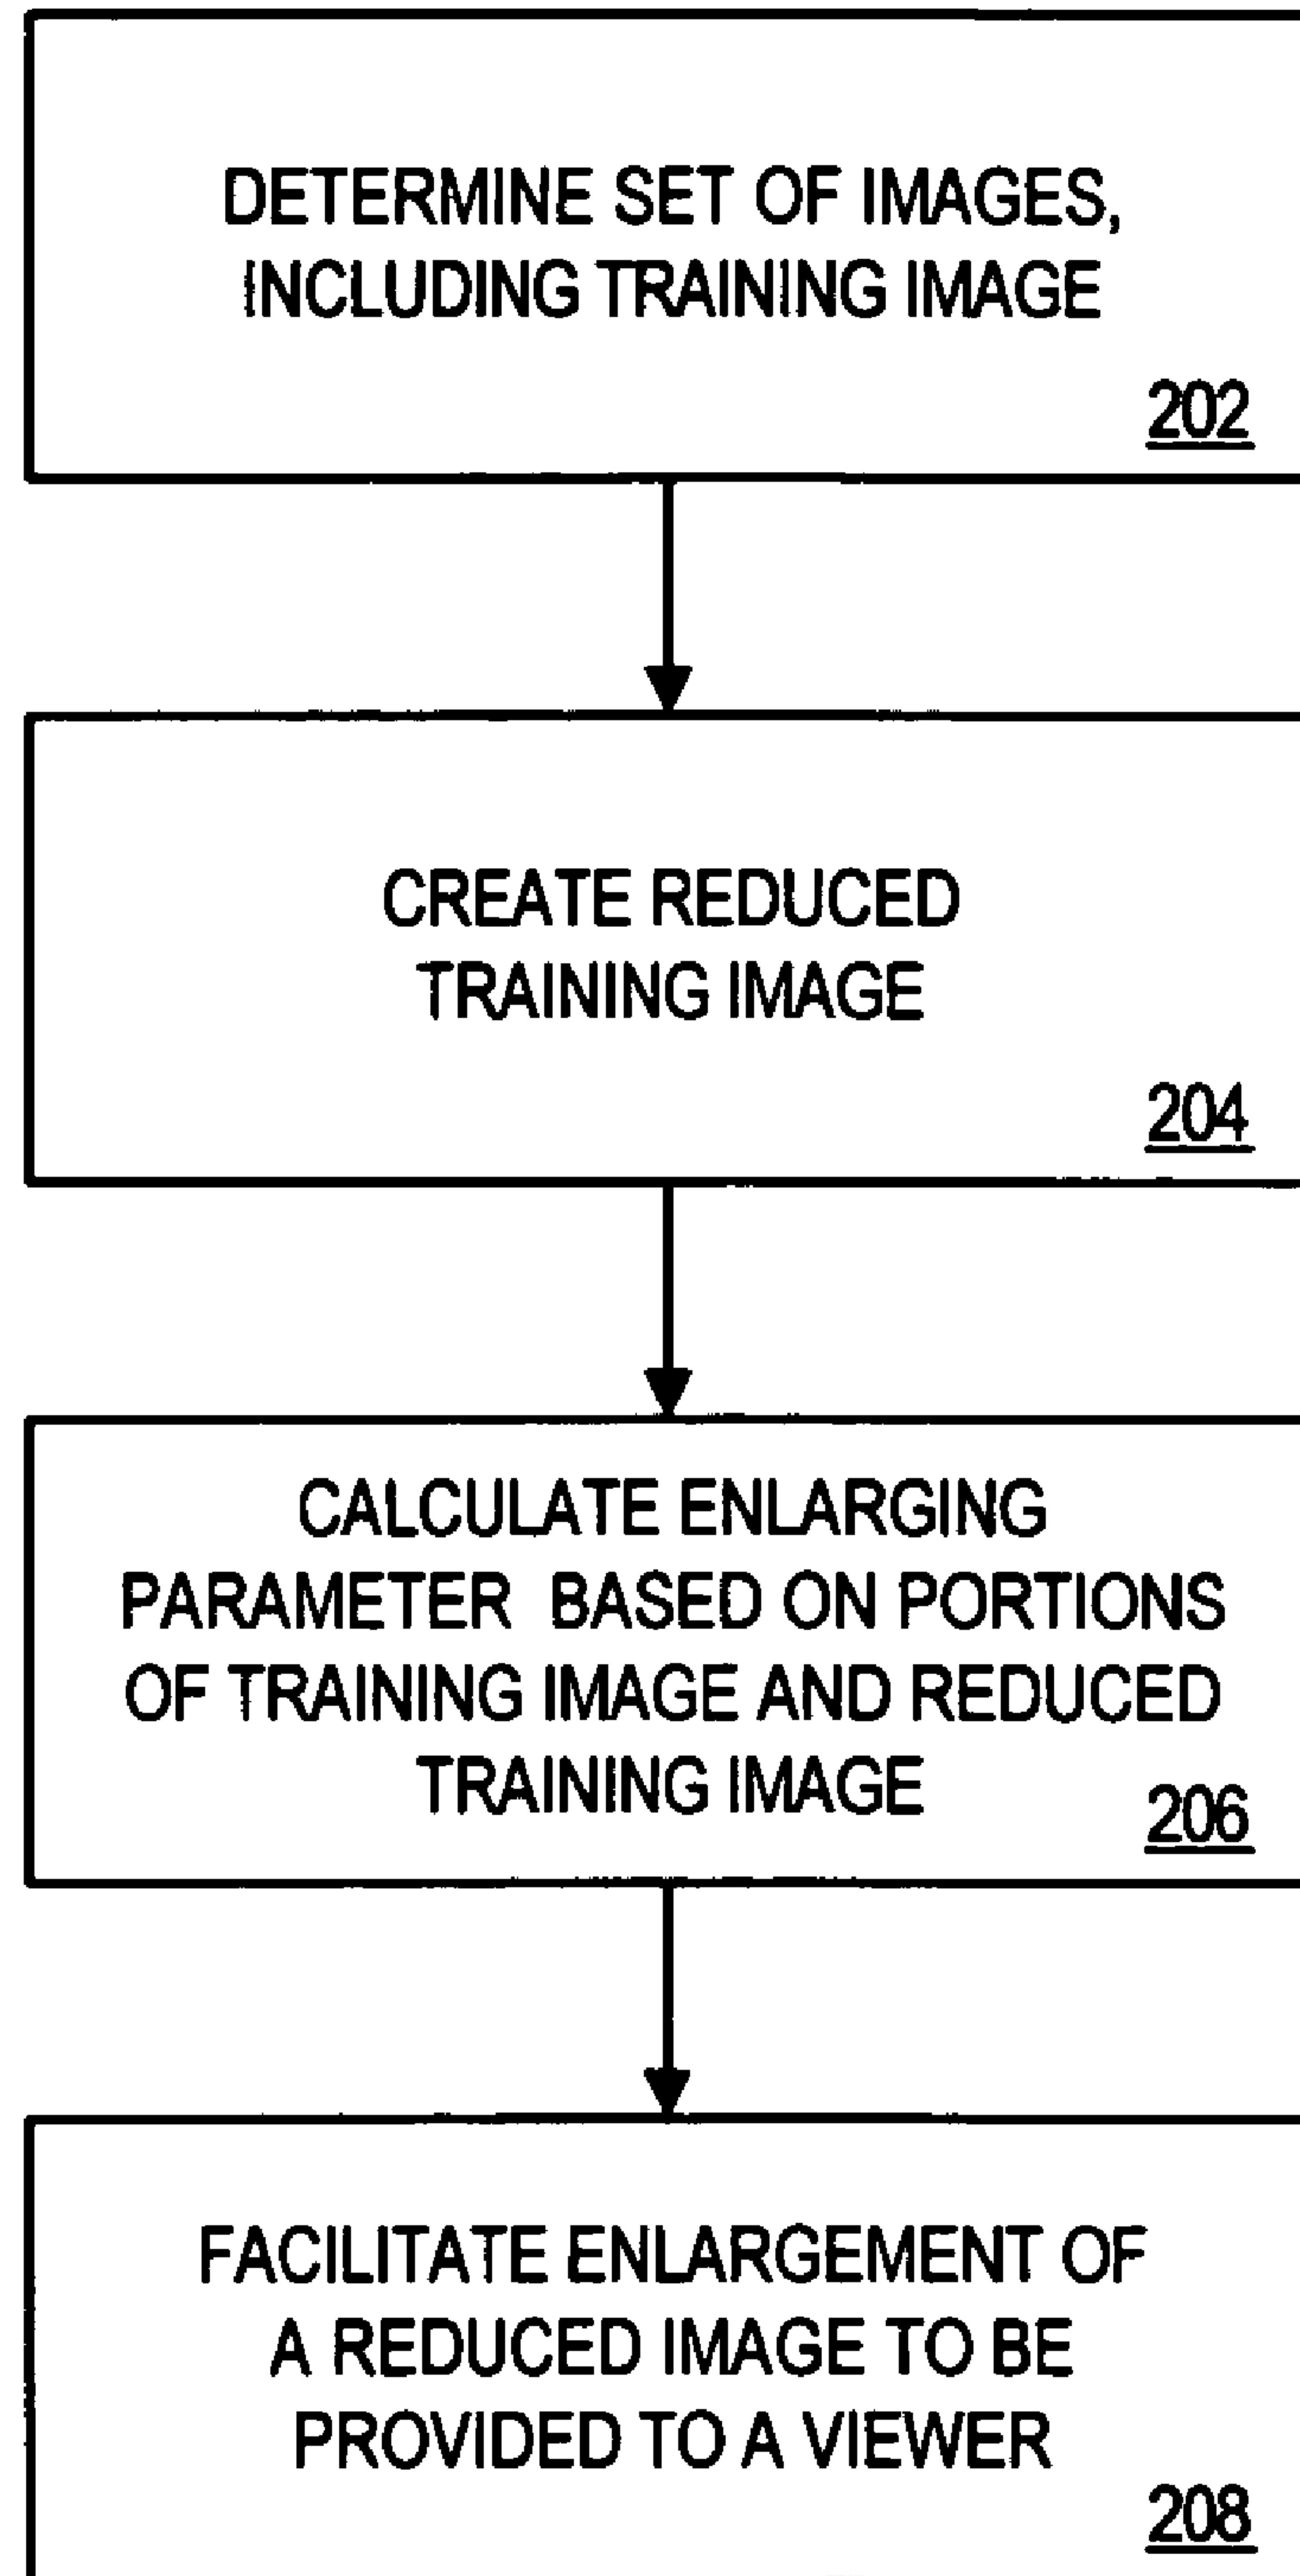 DETERMINE SET OF IMAGES,
INCLUDING TRAINING IMAGE
202
CREATE REDUCED
TRAINING IMAGE
204
CALCULATE ENLARGING
PARAMETER BASED ON PORTIONS
OF TRAINING IMAGE AND REDUCED
TRAINING IMAGE
206
FACILITATE ENLARGEMENT OF
A REDUCED IMAGE TO BE
PROVIDED TO A VIEWER
208